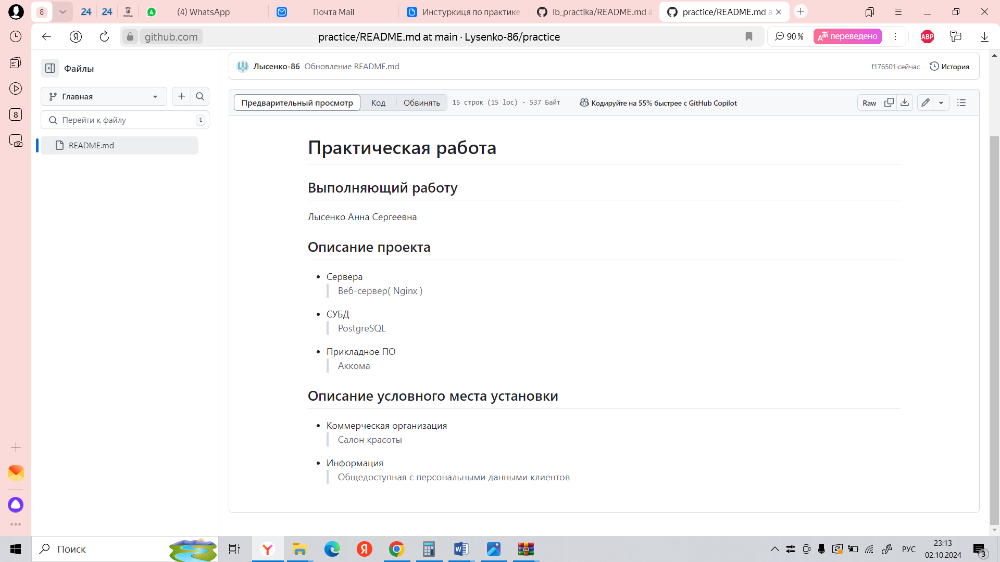 8
24
24
(4) WhatsApp
Почта Mail
Инстуркиця по практике
lb_practika/README.md a
practice/README.md a
github.com
practice/README.md at main · Lysenko-86/practice
90 %
переведено
ABP
8
Файлы
Главная
Перейти к файлу
t
README.md
Лысенко-86 Обновление README.md
f176501·сейчас
История
Предварительный просмотр
Код
Обвинять
15 строк (15 loc) · 537 Байт
Кодируйте на 55% быстрее с GitHub Copilot
Raw
Практическая работа
Выполняющий работу
Лысенко Анна Сергеевна
Описание проекта
Сервера
Веб-сервер( Nginx )
СУБД
PostgreSQL
Прикладное ПО
Аккома
Описание условного места установки
Коммерческая организация
Салон красоты
Информация
Общедоступная с персональными данными клиентов
Поиск
РУС
23:13
02.10.2024
3